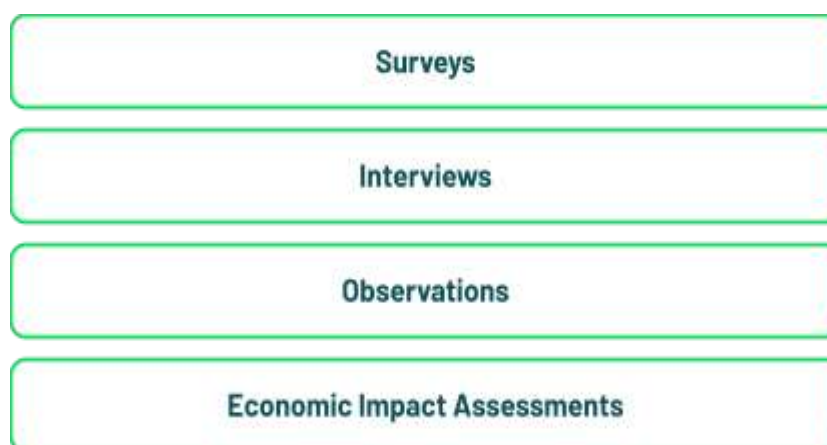 Surveys
Interviews
Observations
Economic Impact Assessments